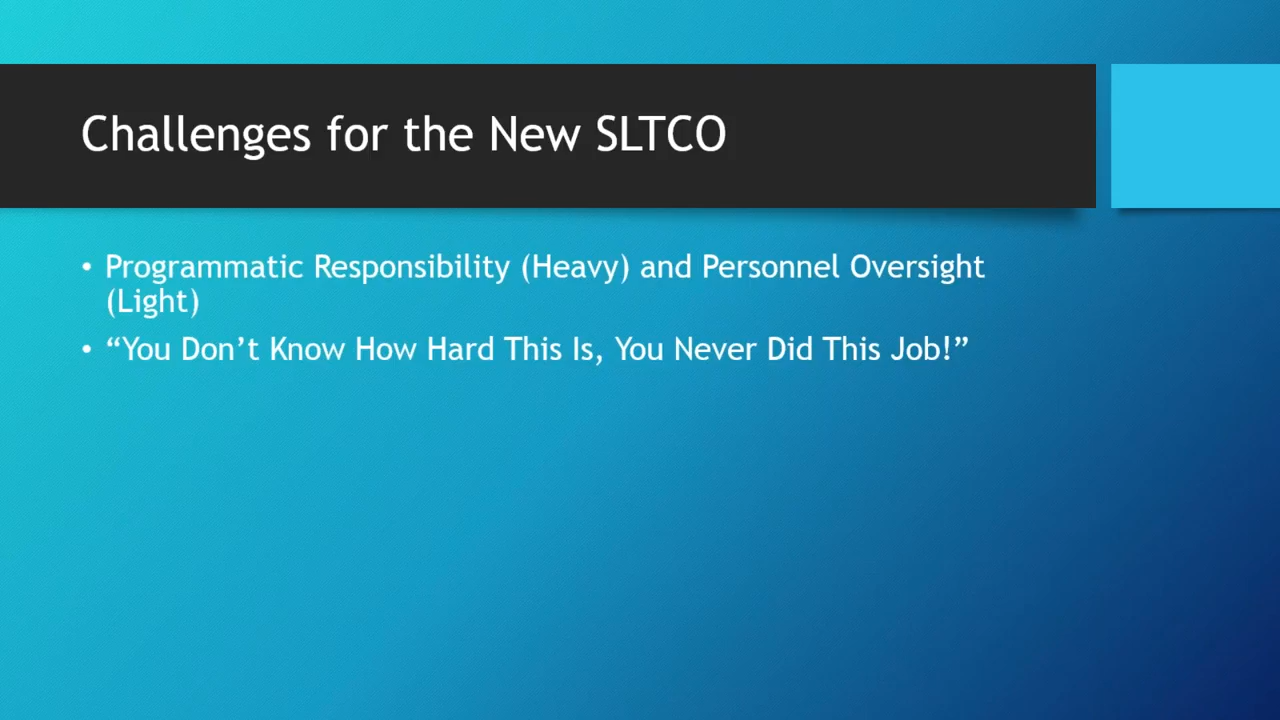 Challenges for the New SLTCO
• Programmatic Responsibility (Heavy) and Personnel Oversight
(Light)
• “You Don’t Know How Hard This Is, You Never Did This Job!”